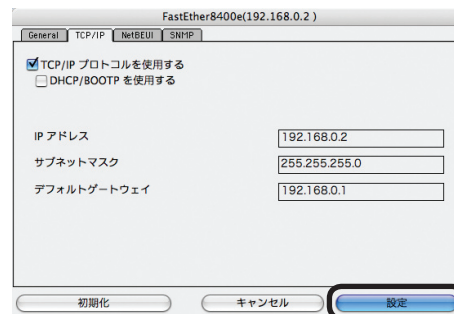 FastEther8400e(192.168.0.2 )
General TCP/IP NetBEUI SNMP
TCP/IP プロトコルを使用する
DHCP/BOOTP を使用する
IP アドレス 192.168.0.2
サブネットマスク 255.255.255.0
デフォルトゲートウェイ 192.168.0.1
初期化 キャンセル 設定